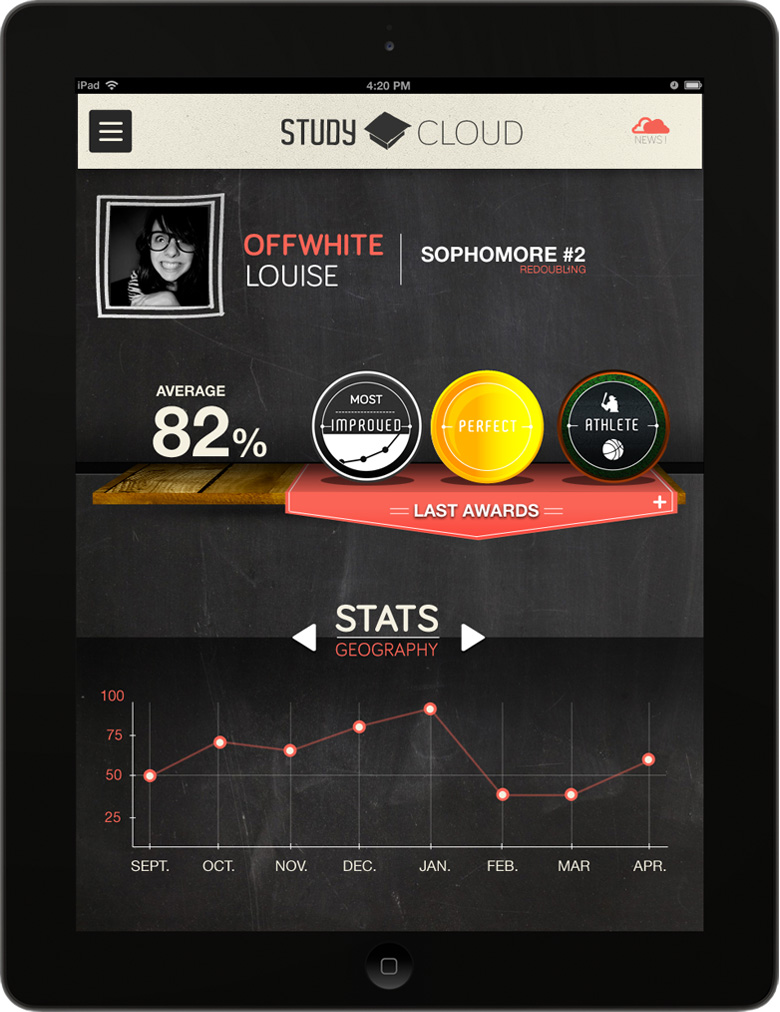 iPad
4:20 PM
STUDY CLOUD
NEWS!
OFFWHITE
LOUISE
SOPHOMORE #2
REDOUBLING
AVERAGE
82%
MOST
IMPROVED
PERFECT
ATHLETE
LAST AWARDS
+
STATS
GEOGRAPHY
100
75
50
25
SEPT. OCT. NOV. DEC. JAN. FEB. MAR APR.